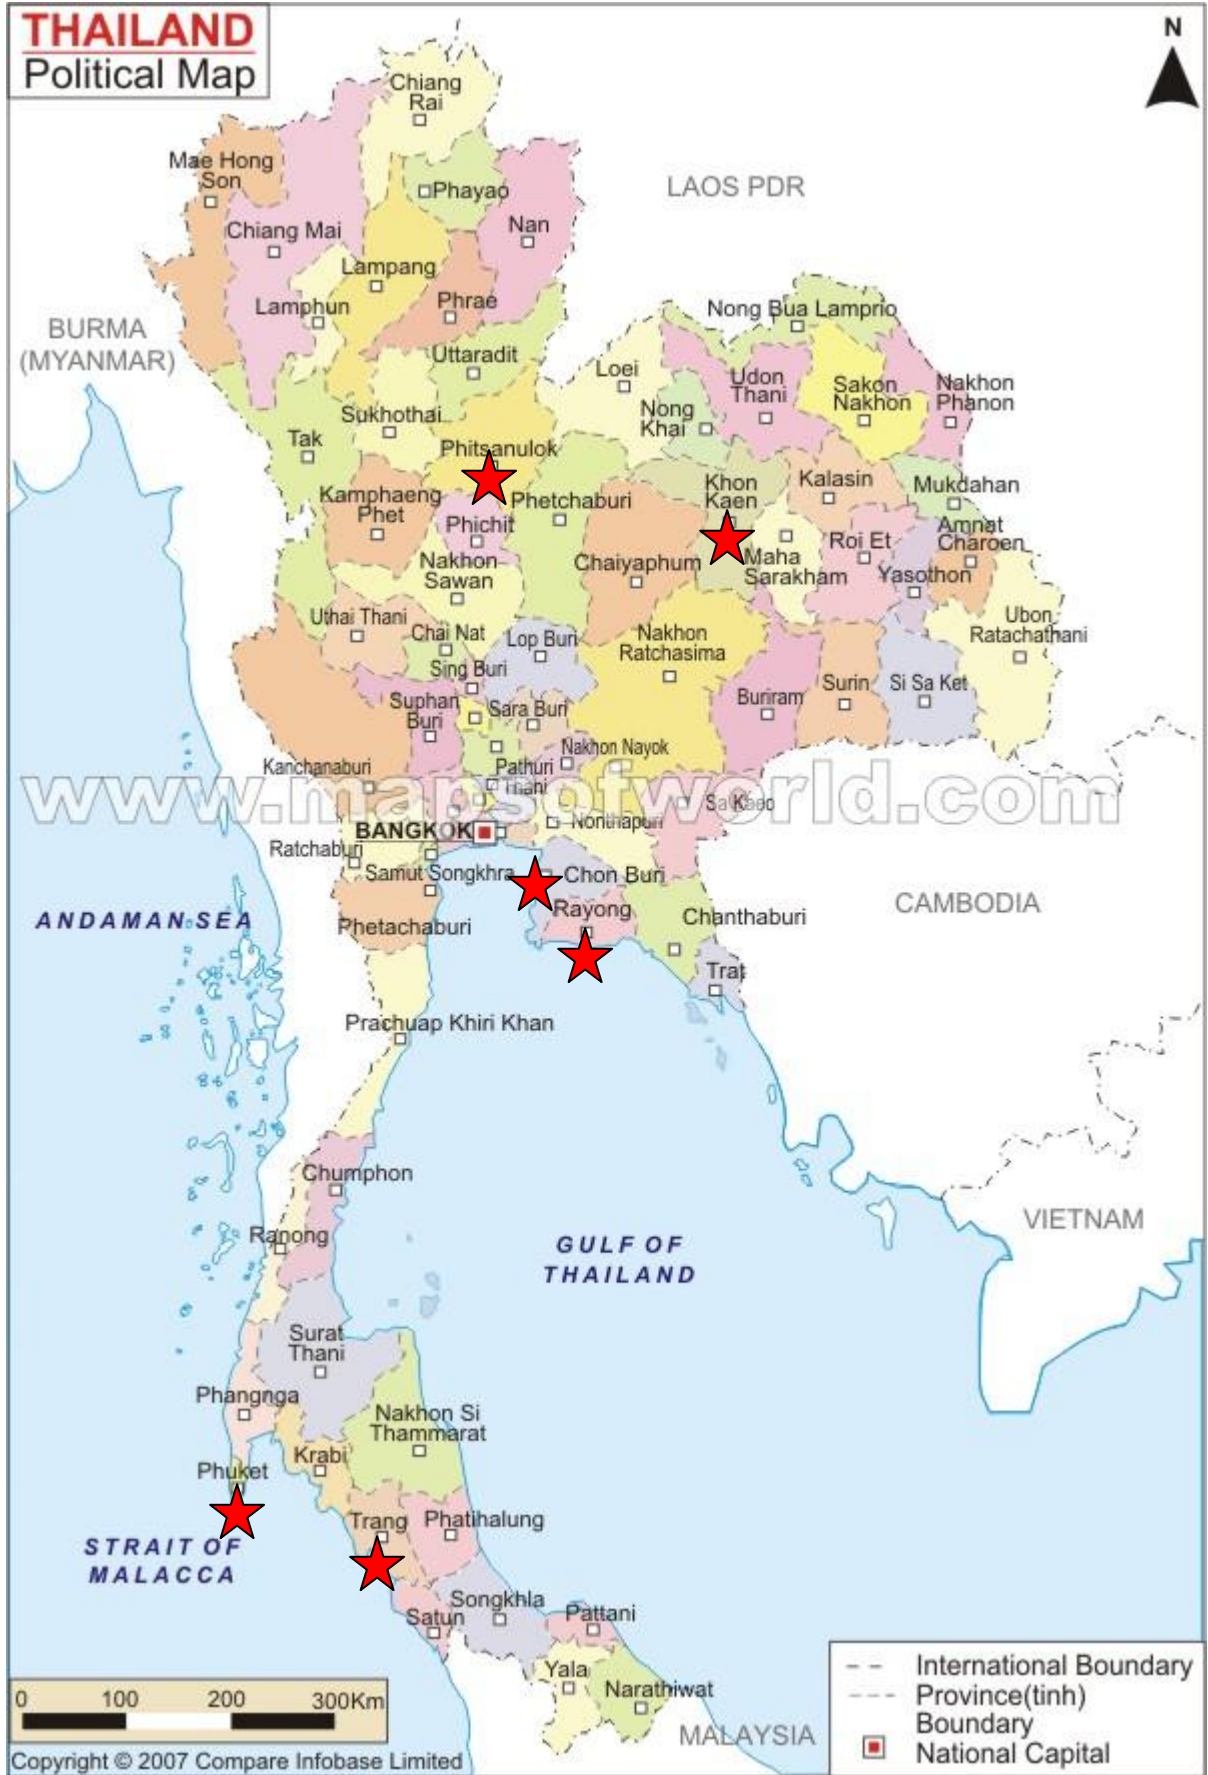 THAILAND
Political Map
N
Chiang
Rai
Mae Hong
Son
Phayao
LAOS PDR
Nan
Chiang Mai
Lampang
Lamphun
Phrae
Nong Bua Lamprio
BURMA
(MYANMAR)
Uttaradit
Loei
Udon
Thani
Sakon
Nakhon
Nakhon
Phanon
Sukhothai
Nong
Khai
Tak
Phitsanulok
Khon
Kaen
Kalasin
Mukdahan
Kamphaeng
Phet
Phetchaburi
Phichit
Amnat
Charoen
Roi Et
Nakhon
Sawan
Chaiyaphum
Maha
Sarakham
Yasothon
Uthai Thani
Chai Nat
Lop Buri
Nakhon
Ratchasima
Ubon
Ratachathani
Sing Buri
Suphan
Buri
Sara Buri
Buriram
Surin
Si Sa Ket
Nakhon Nayok
Kanchanaburi
Pathuri
Thani
www.mapsofworld.com
Sa Kaeo
Nonthapuri
BANGKOK
Ratchaburi
Samut Songkhra
Chon Buri
Rayong
Chanthaburi
CAMBODIA
ANDAMAN SEA
Phetachaburi
Trat
Prachuap Khiri Khan
Chumphon
Ranong
VIETNAM
GULF OF
THAILAND
Surat
Thani
Phangnga
Nakhon Si
Thammarat
Krabi
Phuket
Trang
Phatihalung
STRAIT OF
MALACCA
Songkhla
Satun
Pattani
Yala
Narathiwat
MALAYSIA
0 100 200 300Km
Copyright © 2007 Compare Infobase Limited
International Boundary
Province(tinh)
Boundary
National Capital